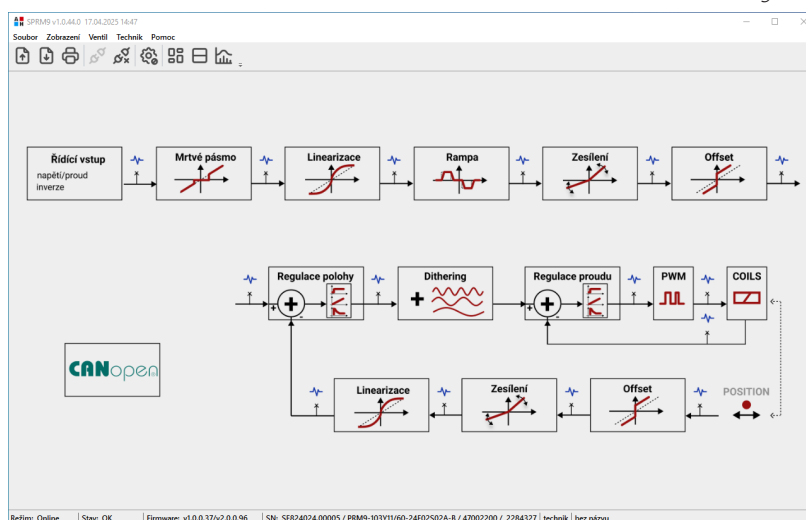 SPRM9 v1.0.44.0 17.04.2025 14:47
Soubor Zobrazení Ventil Technik Pomoc
Řídící vstup
napětí/proud
inverze
Mrtvé pásmo
Linearizace
Rampa
Zesílení
Offset
Regulace polohy
Dithering
Regulace proudu
PWM
COILS
CANopen
Linearizace
Zesílení
Offset
POSITION
Režim: Online Stav: OK Firmware: v1.0.0.37/v2.0.0.96 SN: SF824024.00005 / PRM9-103Y11/60-24E02S02A-B / 47002200 / 2284327 technik bez názvu